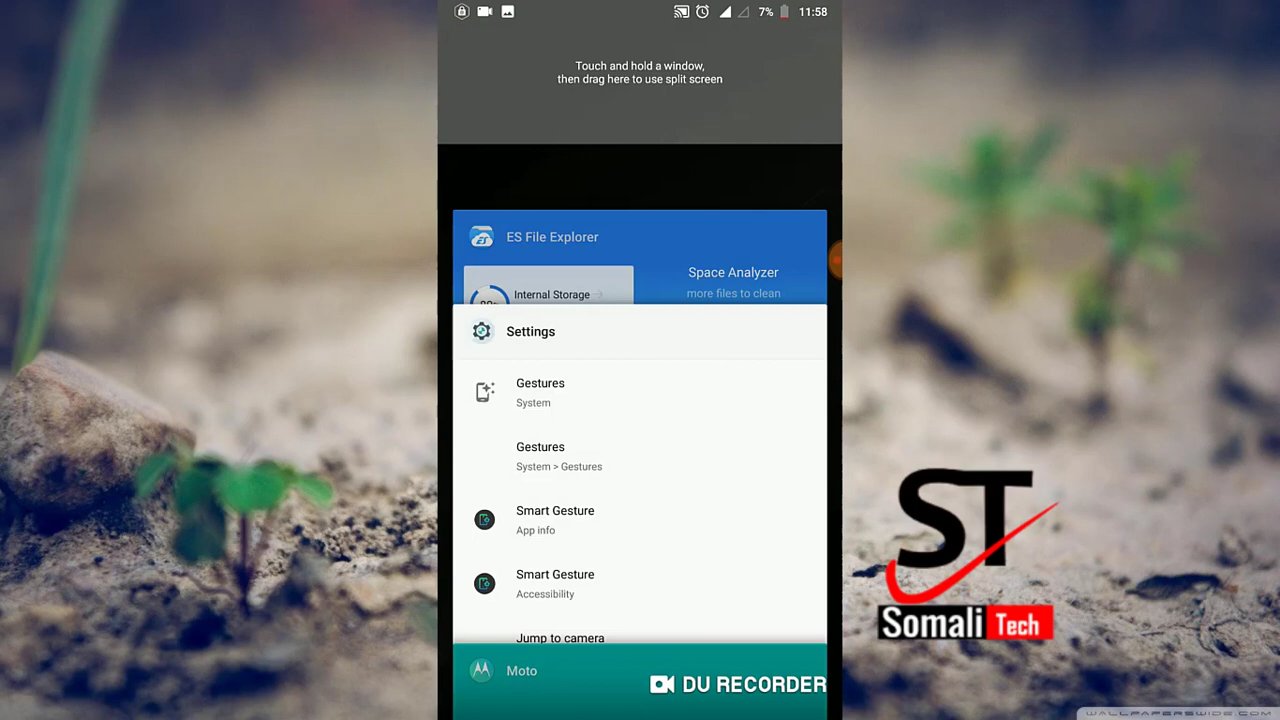 7%
11:58
Touch and hold a window,
then drag here to use split screen
ES File Explorer
Space Analyzer
more files to clean
Internal Storage
Settings
Gestures
System
Gestures
System > Gestures
Smart Gesture
App info
Smart Gesture
Accessibility
Jump to camera
Moto
DU RECORDER
ST
Somali Tech
WALLPAPERSWIDE.COM